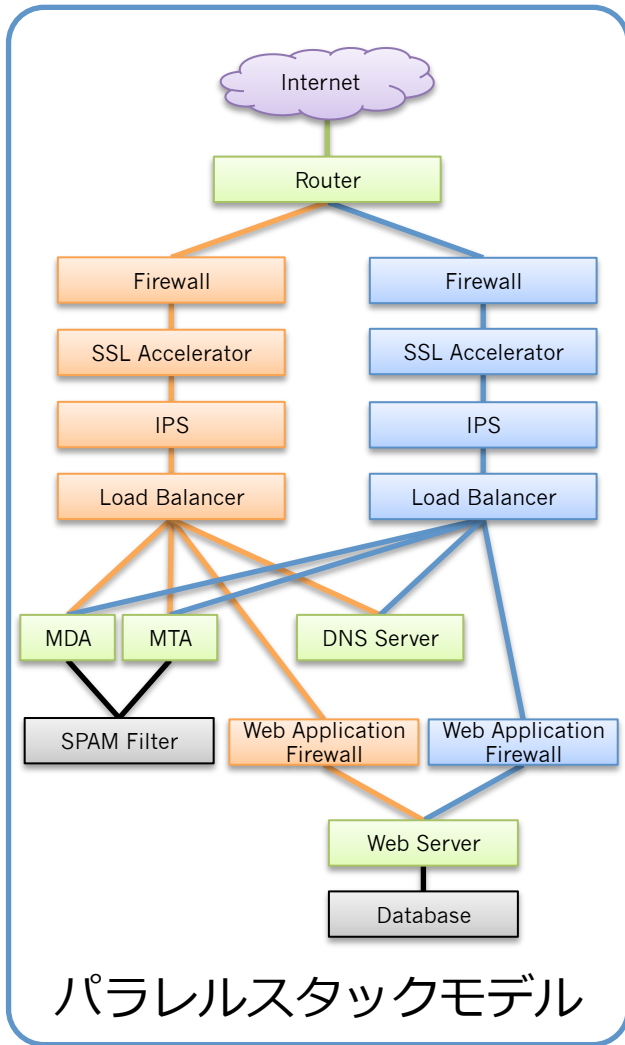 Internet
Router
Firewall
Firewall
SSL Accelerator
SSL Accelerator
IPS
IPS
Load Balancer
Load Balancer
MDA
MTA
DNS Server
SPAM Filter
Web Application
Firewall
Web Application
Firewall
Web Server
Database
パラレルスタックモデル